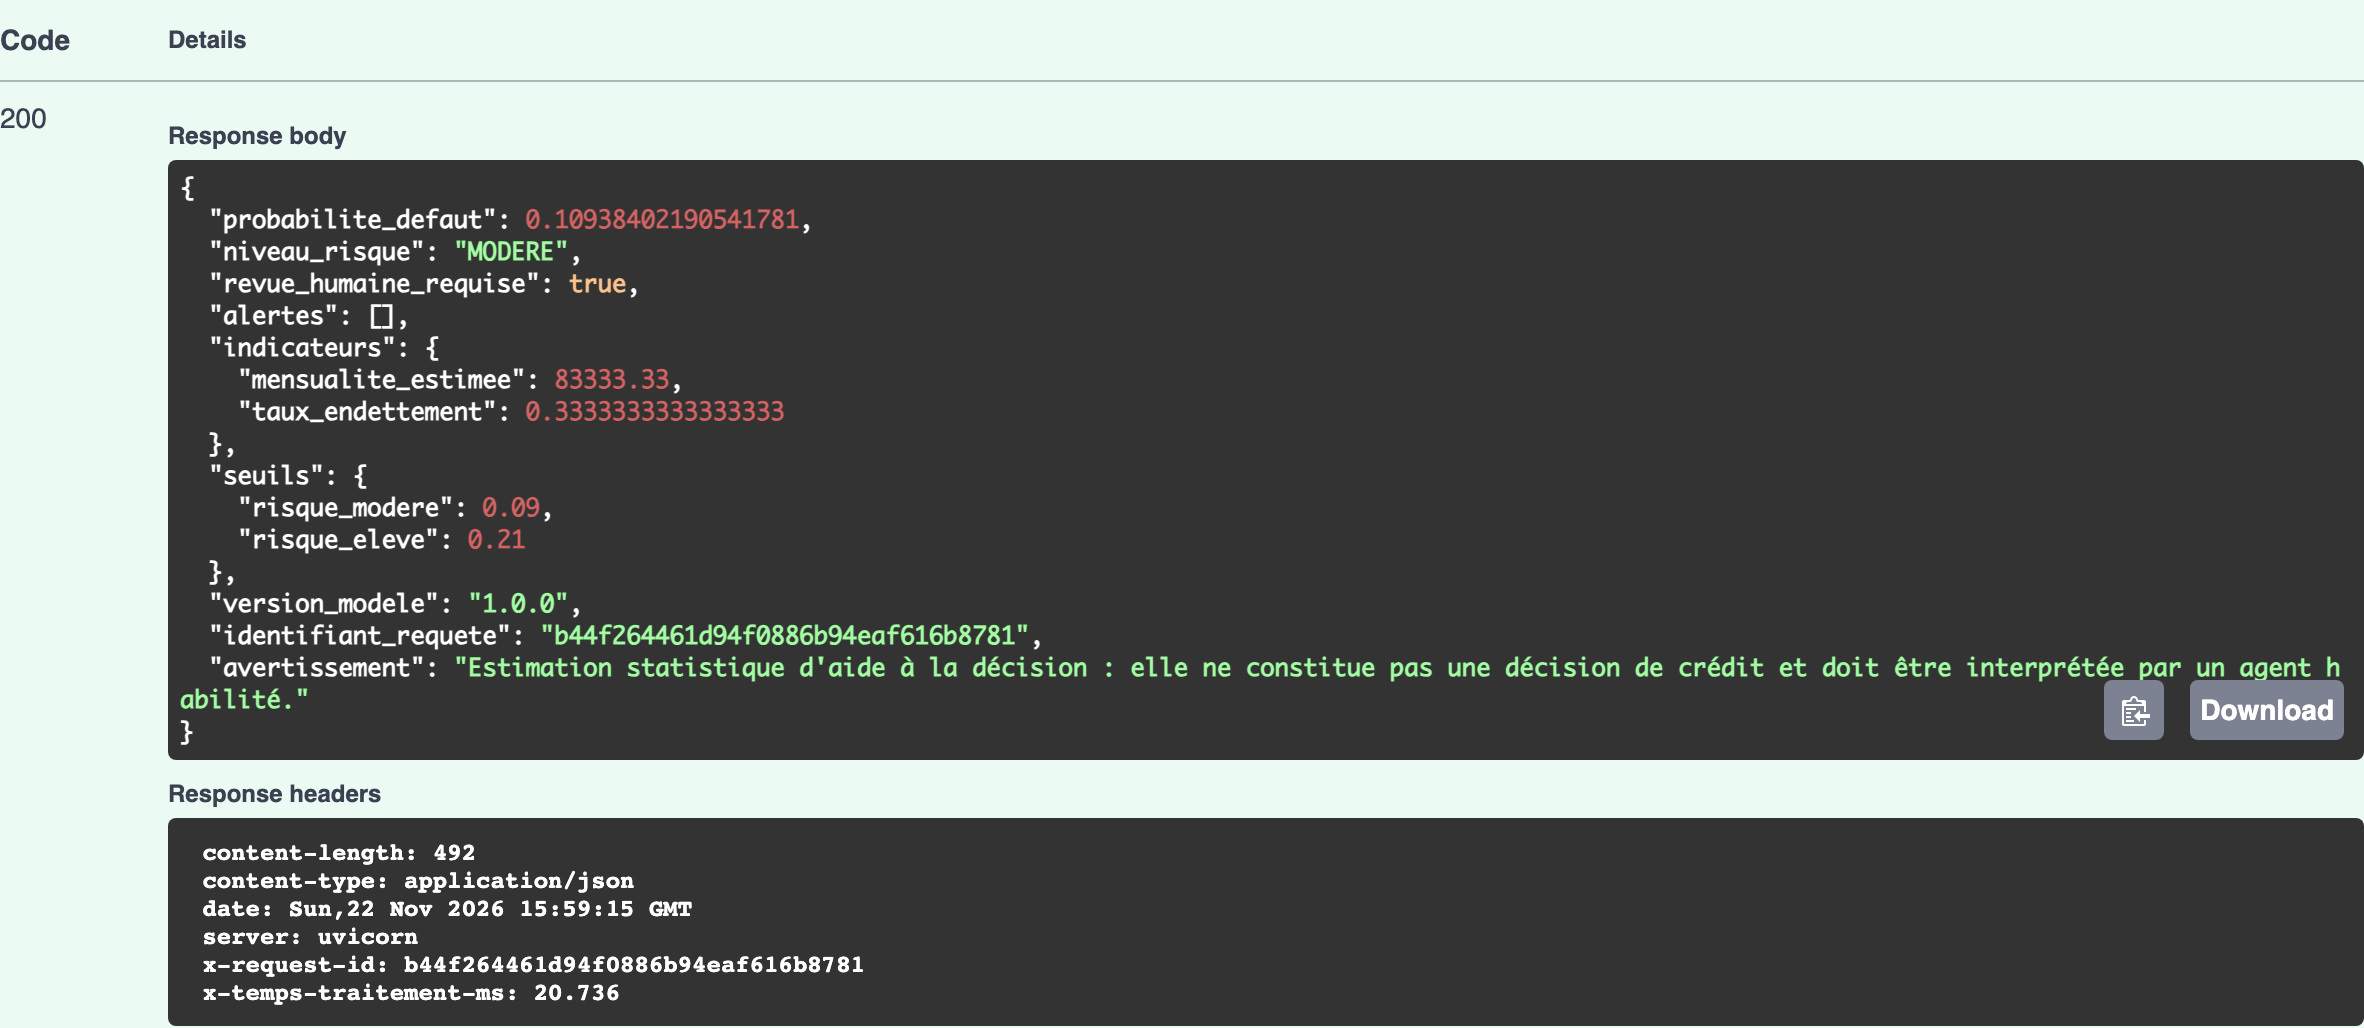 Code Details
200
Response body
{
  "probabilite_defaut": 0.10938402190541781,
  "niveau_risque": "MODERE",
  "revue_humaine_requise": true,
  "alertes": [],
  "indicateurs": {
    "mensualite_estimee": 83333.33,
    "taux_endettement": 0.3333333333333333
  },
  "seuils": {
    "risque_modere": 0.09,
    "risque_eleve": 0.21
  },
  "version_modele": "1.0.0",
  "identifiant_requete": "b44f264461d94f0886b94eaf616b8781",
  "avertissement": "Estimation statistique d'aide à la décision : elle ne constitue pas une décision de crédit et doit être interprétée par un agent h
abilité."
}
Download
Response headers
content-length: 492
content-type: application/json
date: Sun,22 Nov 2026 15:59:15 GMT
server: uvicorn
x-request-id: b44f264461d94f0886b94eaf616b8781
x-temps-traitement-ms: 20.736